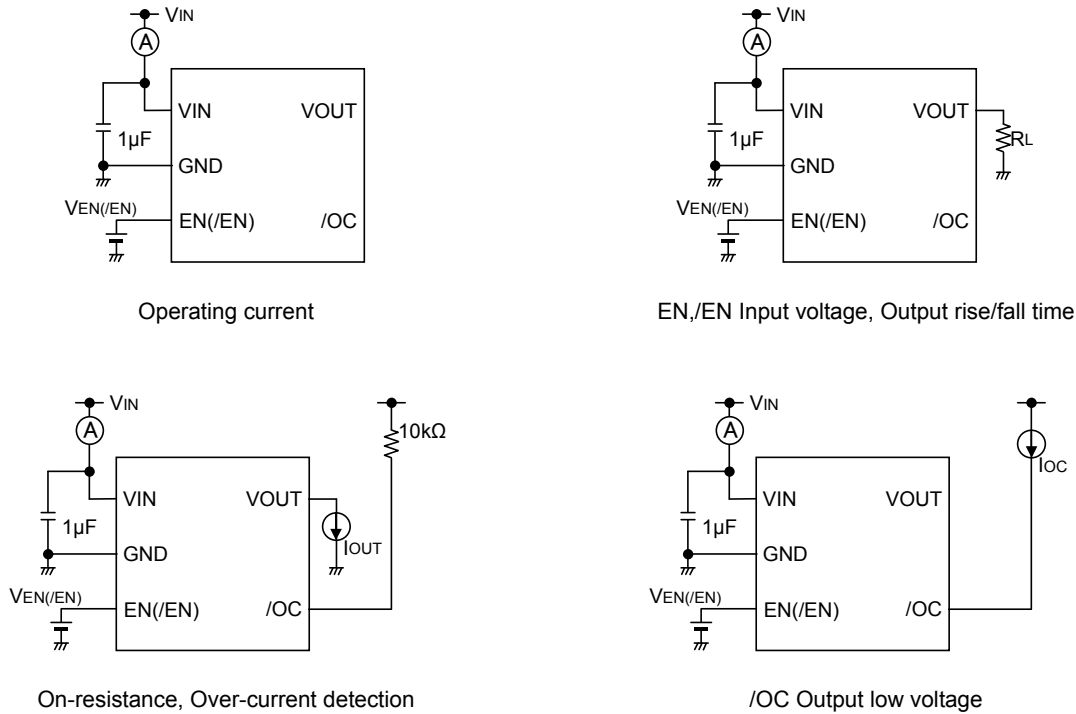 VIN
A
VIN
VOUT
1µF
GND
VEN(/EN)
EN(/EN)
/OC
Operating current
VIN
A
VIN
VOUT
1µF
RL
GND
VEN(/EN)
EN(/EN)
/OC
EN,/EN Input voltage, Output rise/fall time
VIN
A
10kΩ
VIN
VOUT
1µF
IOUT
GND
VEN(/EN)
EN(/EN)
/OC
On-resistance, Over-current detection
VIN
A
IOC
VIN
VOUT
1µF
GND
VEN(/EN)
EN(/EN)
/OC
/OC Output low voltage